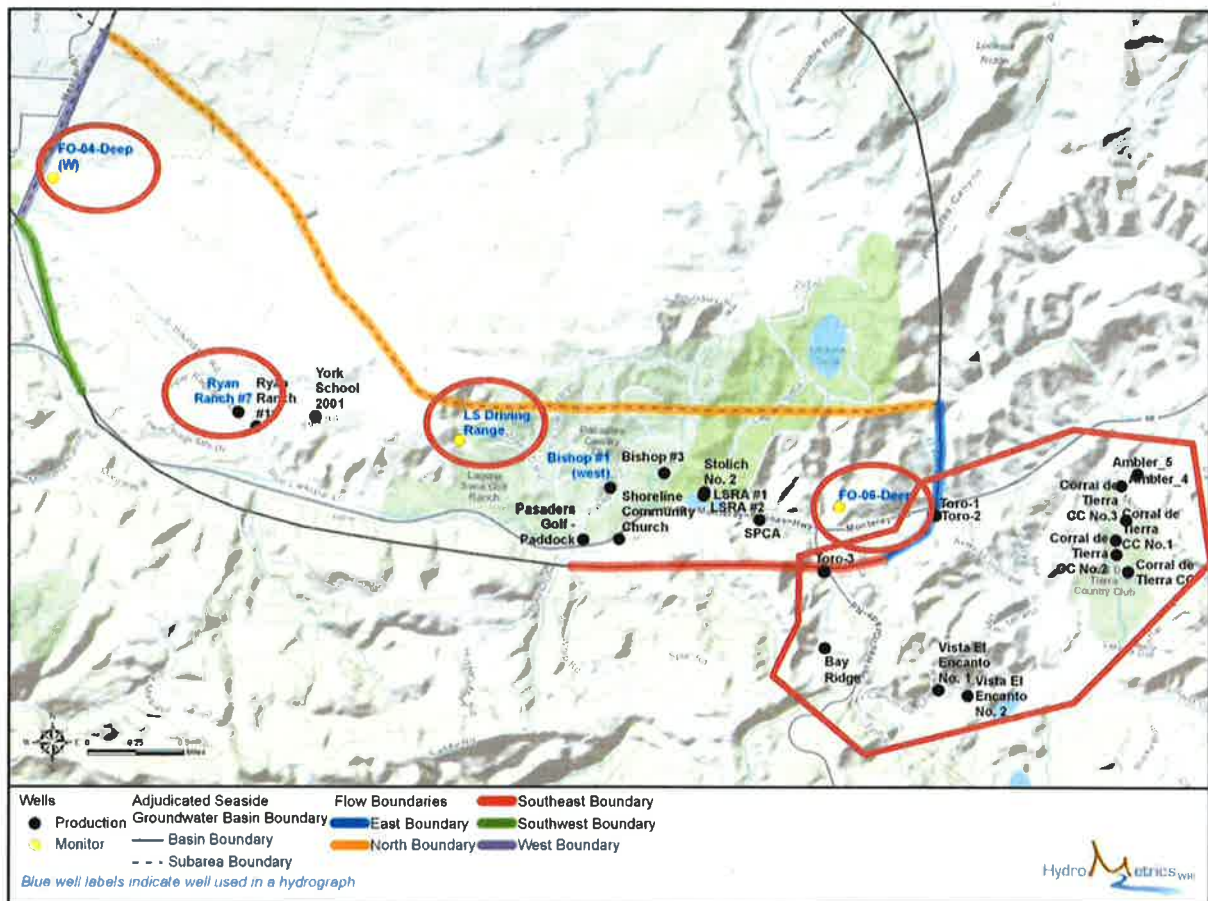 FO-04-Deep
(W)
Ryan
Ranch #7
Ryan
Ranch
York
School
2001
LS Driving
Range
Bishop #1
(west)
Bishop #3
Stolich
No. 2
LSRA #1
LSRA #2
SPCA
Shoreline
Community
Church
Pasadera
Golf -
Paddock
FO-06-Deep
Monterey
Toro-1
Toro-2
Toro-3
Ambler_5
Ambler_4
Corral de
Tierra
CC No.3
Corral de
Tierra
CC No.1
Corral de
Tierra
CC No.2
Corral de
Tierra CC
Tierra
Country Club
Bay
Ridge
Vista El
Encanto
No. 1
Vista El
Encanto
No. 2
Wells
Production
Monitor
Adjudicated Seaside
Groundwater Basin Boundary
Basin Boundary
Subarea Boundary
Flow Boundaries
East Boundary
North Boundary
Southeast Boundary
Southwest Boundary
West Boundary
Blue well labels indicate well used in a hydrograph
HydroMetrics WRI